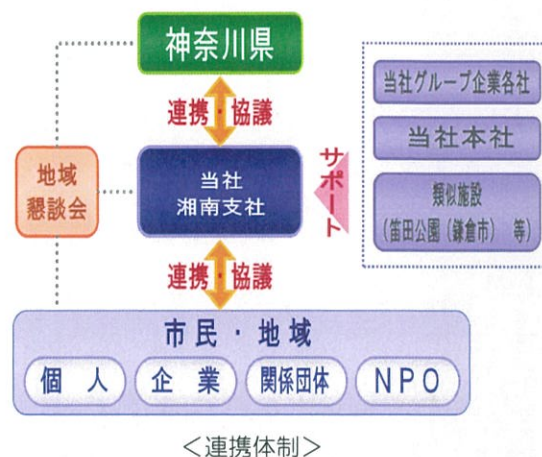 神奈川県
連携・協議
地域
懇談会
当社
湘南支社
サポート
当社グループ企業各社
当社本社
類似施設
(笛田公園(鎌倉市) 等)
連携・協議
市民・地域
個人
企業
関係団体
NPO
<連携体制>